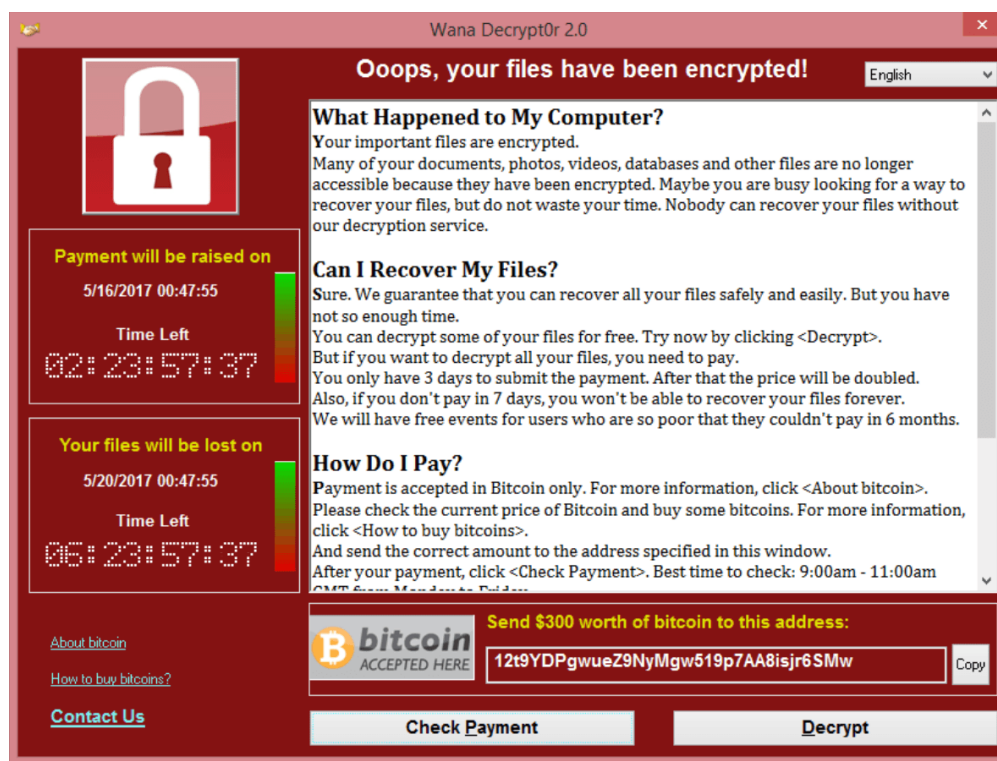 Wana Decrypt0r 2.0
Ooops, your files have been encrypted!
English
Payment will be raised on
5/16/2017 00:47:55
Time Left
02:23:57:37
Your files will be lost on
5/20/2017 00:47:55
Time Left
06:23:57:37
About bitcoin
How to buy bitcoins?
Contact Us
What Happened to My Computer?
Your important files are encrypted.
Many of your documents, photos, videos, databases and other files are no longer
accessible because they have been encrypted. Maybe you are busy looking for a way to
recover your files, but do not waste your time. Nobody can recover your files without
our decryption service.
Can I Recover My Files?
Sure. We guarantee that you can recover all your files safely and easily. But you have
not so enough time.
You can decrypt some of your files for free. Try now by clicking <Decrypt>.
But if you want to decrypt all your files, you need to pay.
You only have 3 days to submit the payment. After that the price will be doubled.
Also, if you don't pay in 7 days, you won't be able to recover your files forever.
We will have free events for users who are so poor that they couldn't pay in 6 months.
How Do I Pay?
Payment is accepted in Bitcoin only. For more information, click <About bitcoin>.
Please check the current price of Bitcoin and buy some bitcoins. For more information,
click <How to buy bitcoins>.
And send the correct amount to the address specified in this window.
After your payment, click <Check Payment>. Best time to check: 9:00am - 11:00am
GMT from Monday to Friday
bitcoin
ACCEPTED HERE
Send $300 worth of bitcoin to this address:
12t9YDPgwueZ9NyMgw519p7AA8isjr6SMw
Copy
Check Payment
Decrypt